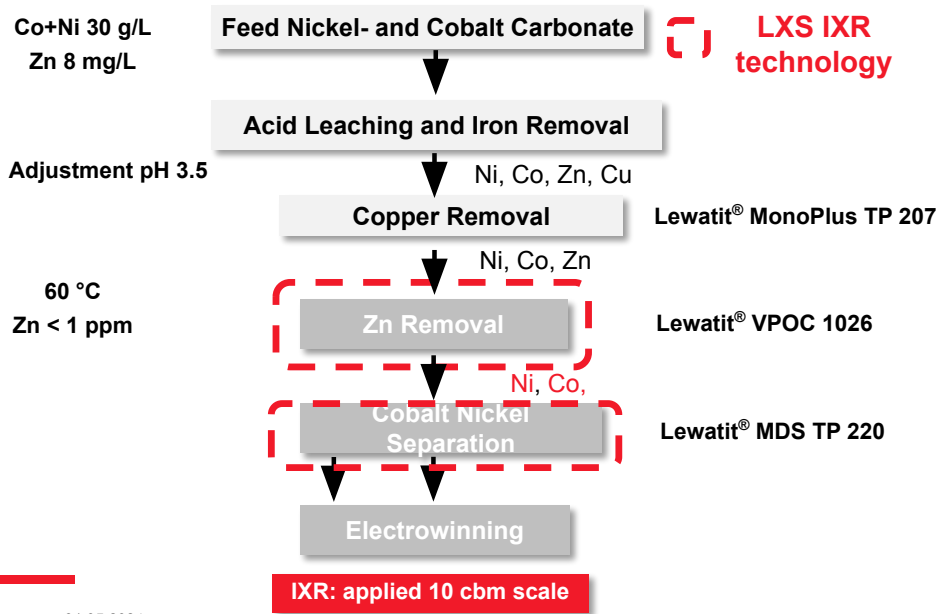 Co+Ni 30 g/L
Zn 8 mg/L
Feed Nickel- and Cobalt Carbonate
LXS IXR
technology
Acid Leaching and Iron Removal
Adjustment pH 3.5
Ni, Co, Zn, Cu
Copper Removal
Lewatit® MonoPlus TP 207
Ni, Co, Zn
60 °C
Zn < 1 ppm
Zn Removal
Lewatit® VPOC 1026
Ni, Co,
Cobalt Nickel
Separation
Lewatit® MDS TP 220
Electrowinning
IXR: applied 10 cbm scale